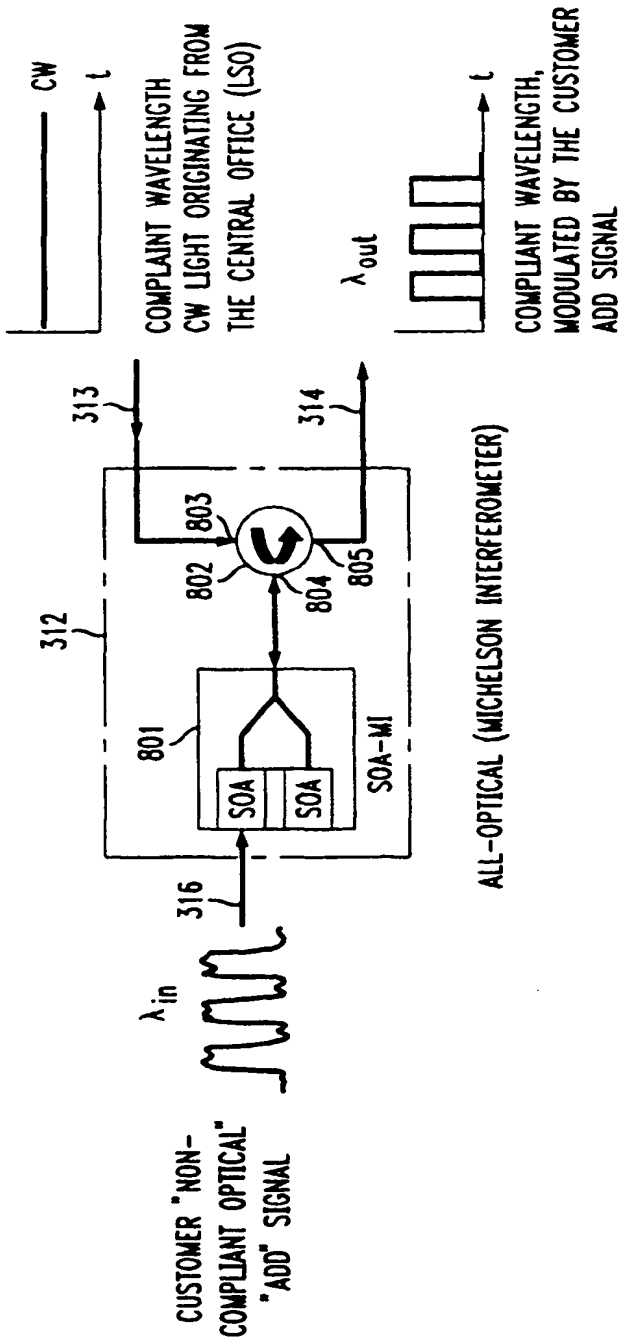 CUSTOMER "NON-
COMPLIANT OPTICAL"
"ADD" SIGNAL
λin
316
312
801
SOA
SOA
SOA-MI
802
803
804
805
313
314
CW
t
COMPLAINT WAVELENGTH
CW LIGHT ORIGINATING FROM
THE CENTRAL OFFICE (LSO)
λout
t
COMPLIANT WAVELENGTH,
MODULATED BY THE CUSTOMER
ADD SIGNAL
ALL-OPTICAL (MICHELSON INTERFEROMETER)